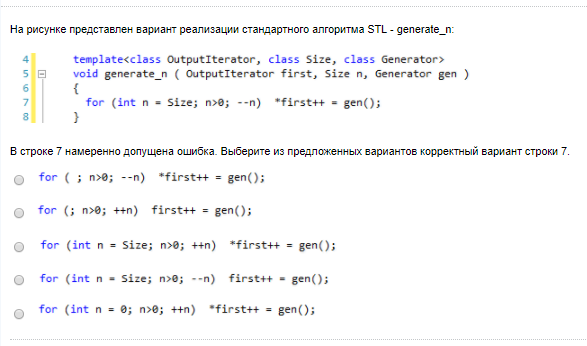 На рисунке представлен вариант реализации стандартного алгоритма STL - generate_n:
4 template<class OutputIterator, class Size, class Generator>
5 void generate_n ( OutputIterator first, Size n, Generator gen )
6 {
7 for (int n = Size; n>0; --n) *first++ = gen();
8 }
В строке 7 намеренно допущена ошибка. Выберите из предложенных вариантов корректный вариант строки 7.
for ( ; n>0; --n) *first++ = gen();
for (; n>0; ++n) first++ = gen();
for (int n = Size; n>0; ++n) *first++ = gen();
for (int n = Size; n>0; --n) first++ = gen();
for (int n = 0; n>0; ++n) *first++ = gen();